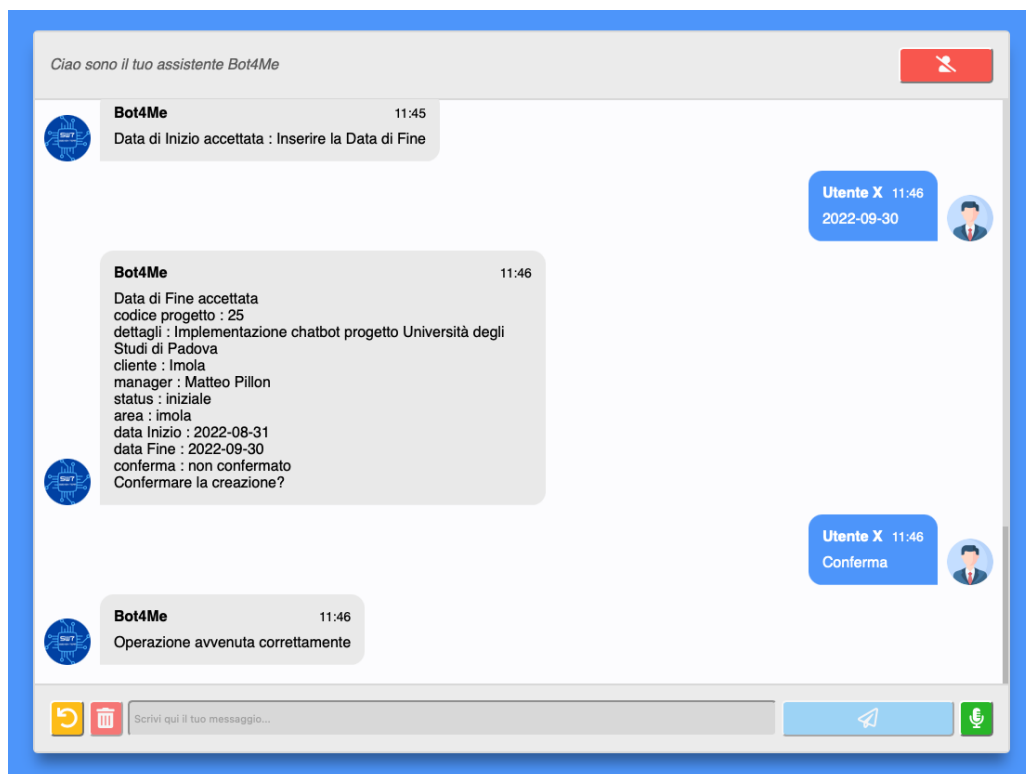 Ciao sono il tuo assistente Bot4Me
Bot4Me 11:45
Data di Inizio accettata : Inserire la Data di Fine
SWT
Utente X 11:46
2022-09-30
Bot4Me 11:46
Data di Fine accettata
codice progetto : 25
dettagli : Implementazione chatbot progetto Università degli
Studi di Padova
cliente : Imola
manager : Matteo Pillon
status : iniziale
area : imola
data Inizio : 2022-08-31
data Fine : 2022-09-30
conferma : non confermato
Confermare la creazione?
SWT
Utente X 11:46
Conferma
Bot4Me 11:46
Operazione avvenuta correttamente
SWT
Scrivi qui il tuo messaggio...